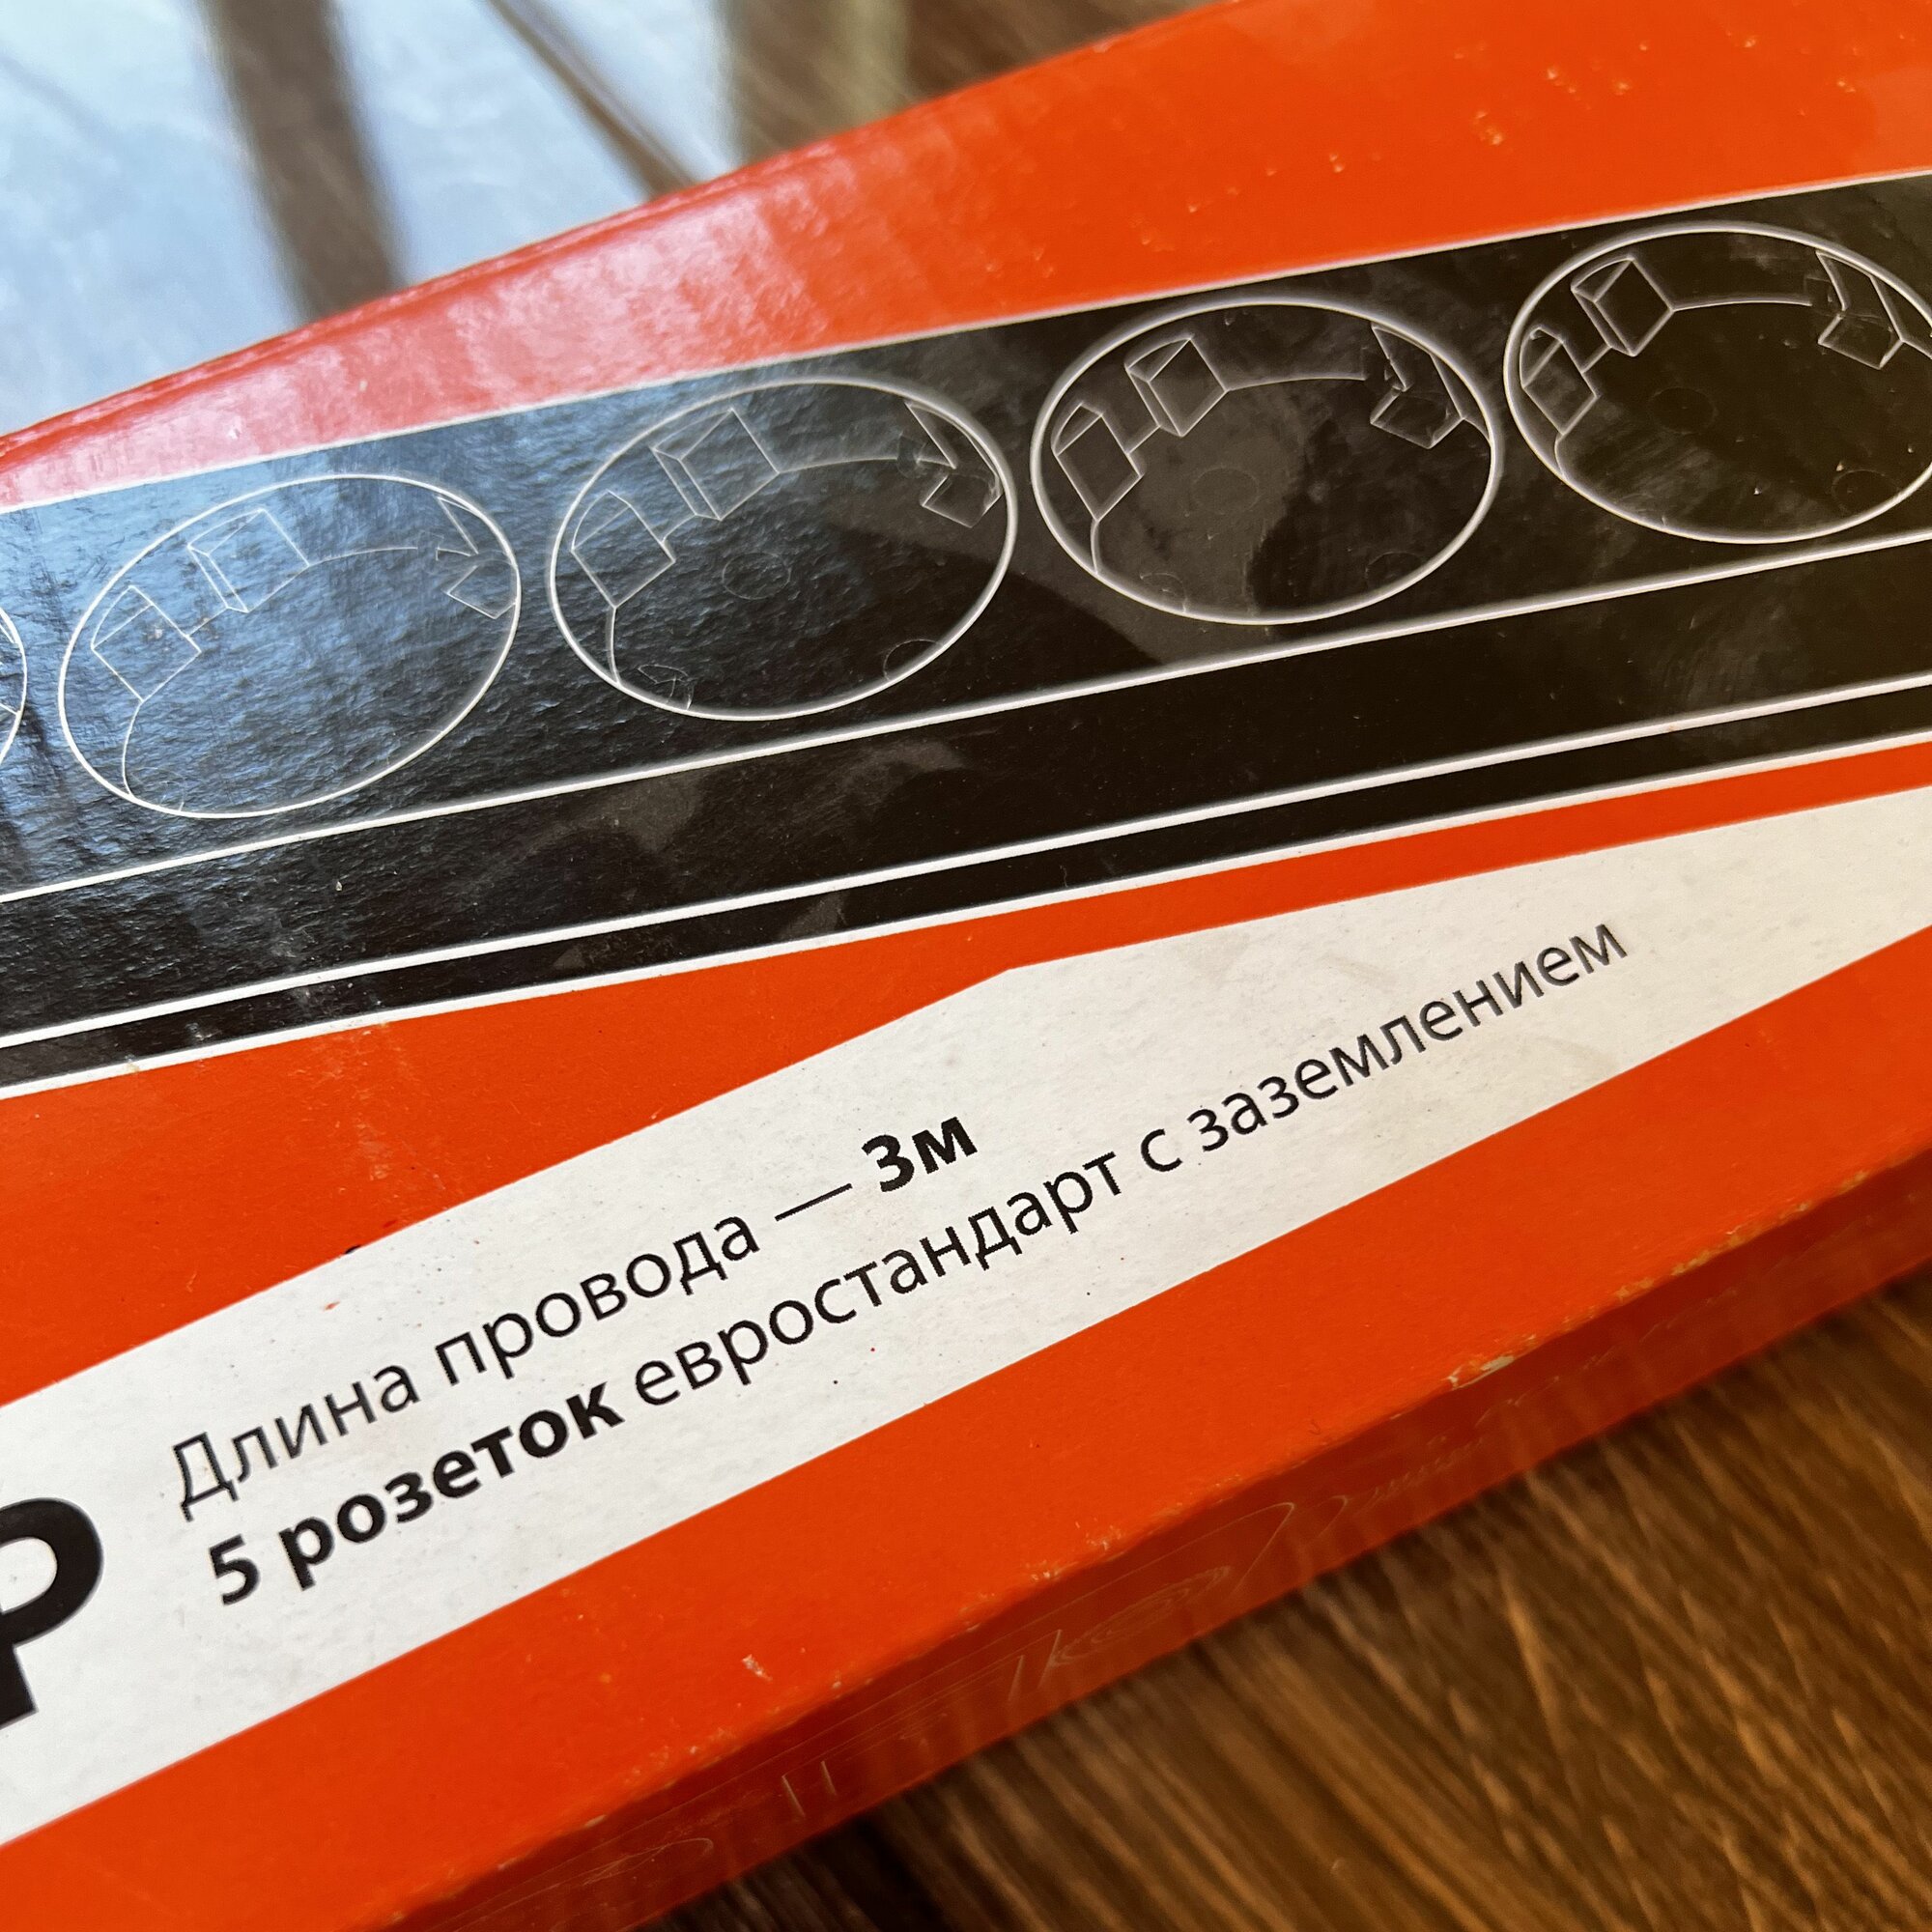 Длина провода — 3м
5 розеток евростандарт с заземлением
Р